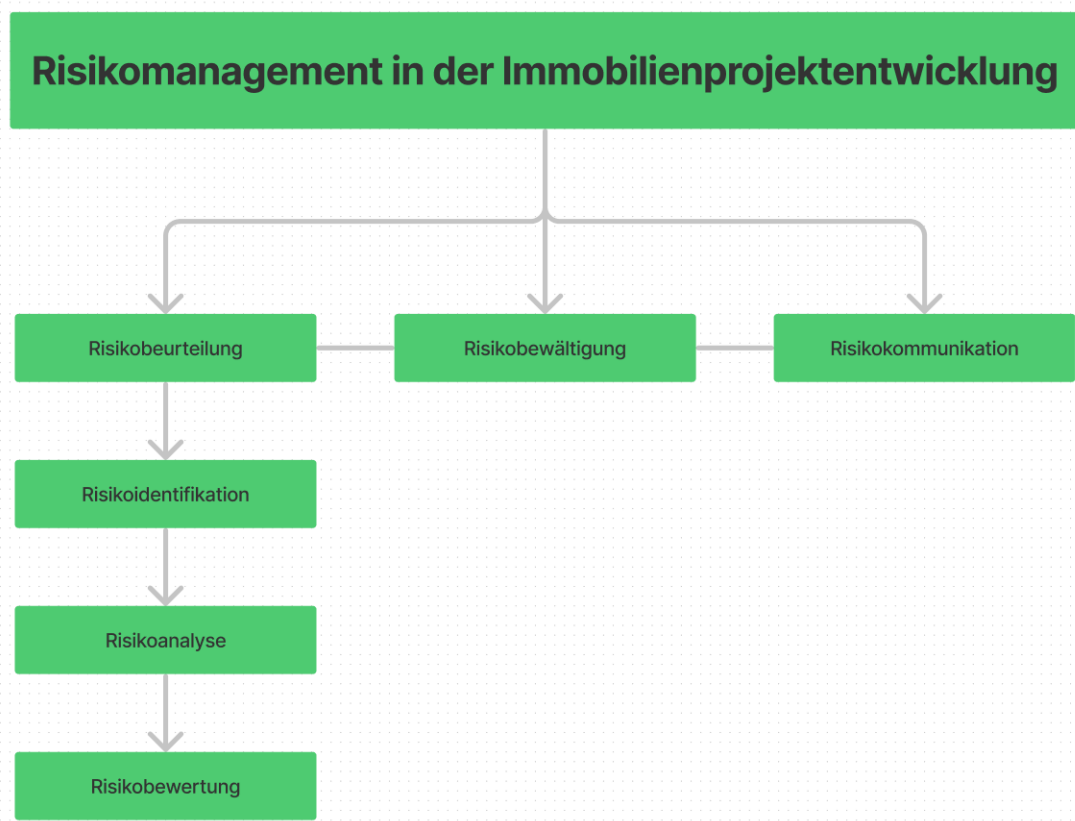 Risikomanagement in der Immobilienprojektentwicklung
Risikobeurteilung
Risikobewältigung
Risikokommunikation
Risikoidentifikation
Risikoanalyse
Risikobewertung